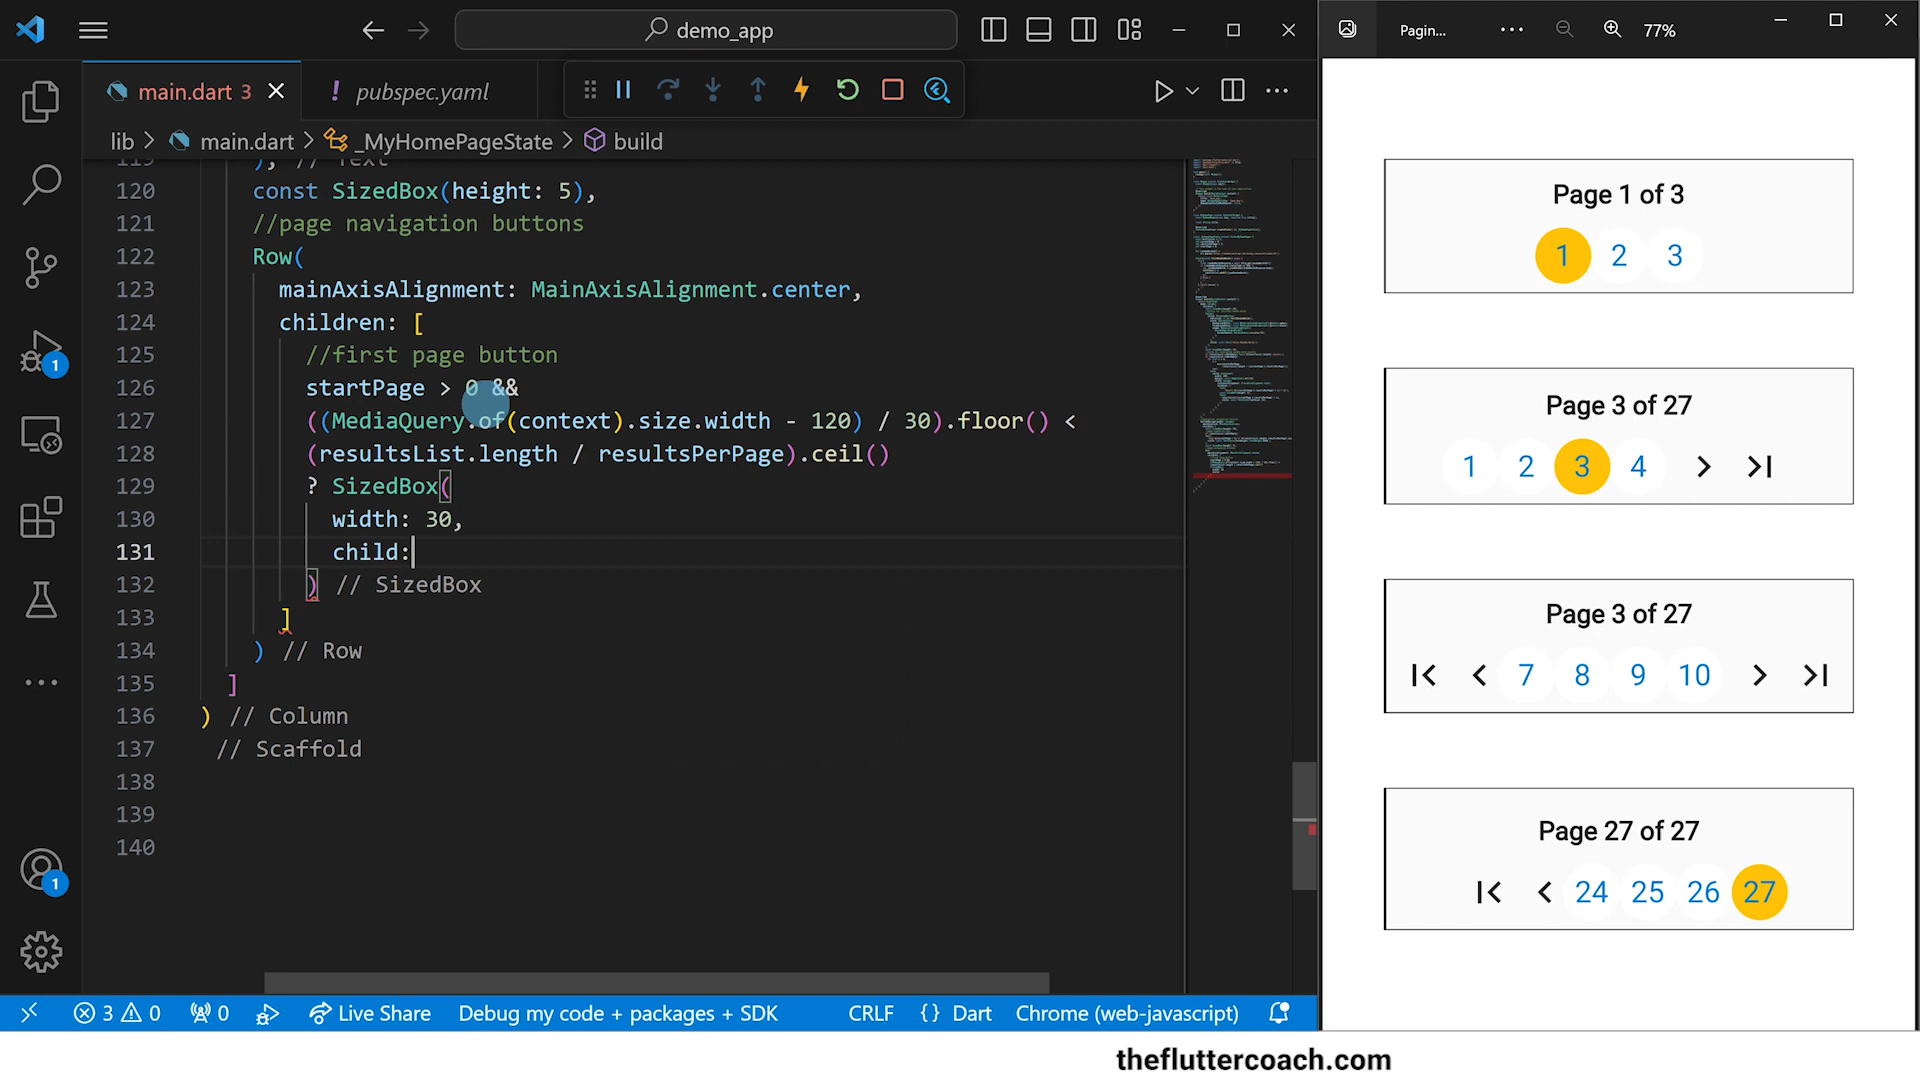 demo_app
Pagin...
77%
main.dart 3
! pubspec.yaml
lib > main.dart > _MyHomePageState > build
119 ), // Text
120 const SizedBox(height: 5),
121 //page navigation buttons
122 Row(
123 mainAxisAlignment: MainAxisAlignment.center,
124 children: [
125 //first page button
126 startPage > 0 &&
127 ((MediaQuery.of(context).size.width - 120) / 30).floor() <
128 (resultsList.length / resultsPerPage).ceil()
129 ? SizedBox(
130 width: 30,
131 child:
132 ) // SizedBox
133 ]
134 ) // Row
135 ]
136 ) // Column
137 // Scaffold
138
139
140
1
1
Page 1 of 3
1 2 3
Page 3 of 27
1 2 3 4 > >|
Page 3 of 27
|< < 7 8 9 10 > >|
Page 27 of 27
|< < 24 25 26 27
3 0 0 Live Share Debug my code + packages + SDK CRLF {} Dart Chrome (web-javascript)
thefluttercoach.com